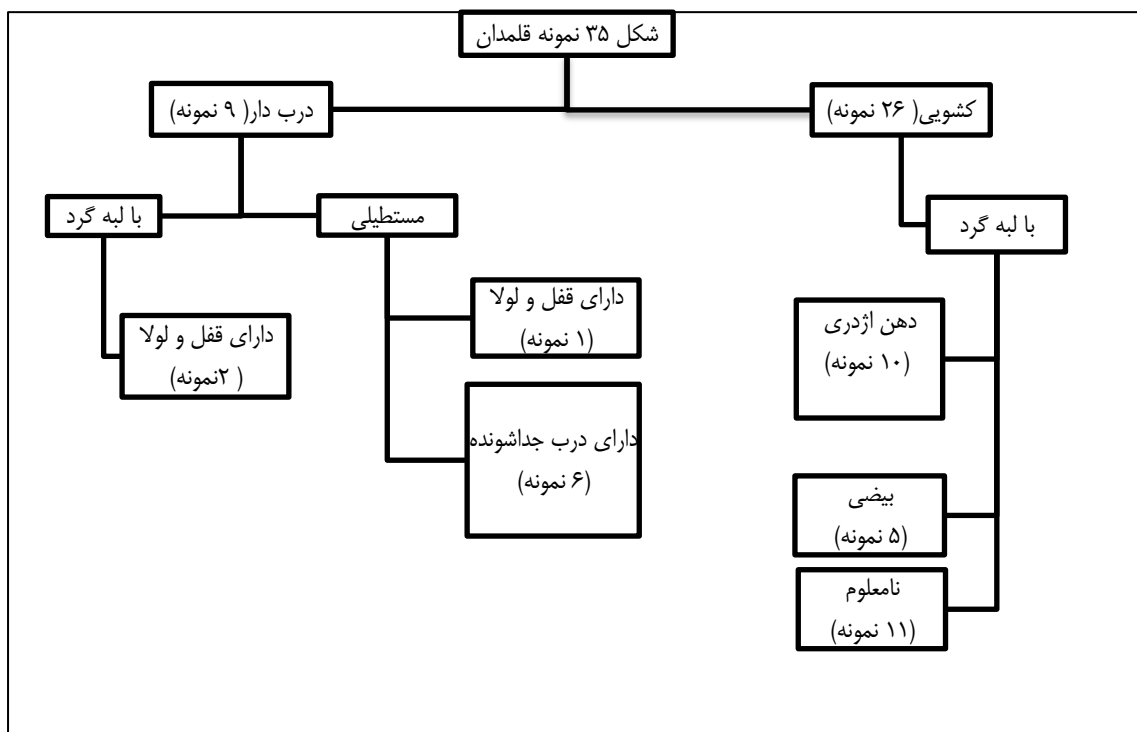 شکل ۳۵ نمونه قلمدان
کشویی( ۲۶ نمونه)
درب دار( ۹ نمونه)
با لبه گرد
مستطیلی
با لبه گرد
دهن اژدری
(۱۰ نمونه)
دارای قفل و لولا
(۱ نمونه)
دارای قفل و لولا
( ۲نمونه)
دارای درب جداشونده
(۶ نمونه)
بیضی
(۵ نمونه)
نامعلوم
(۱۱ نمونه)